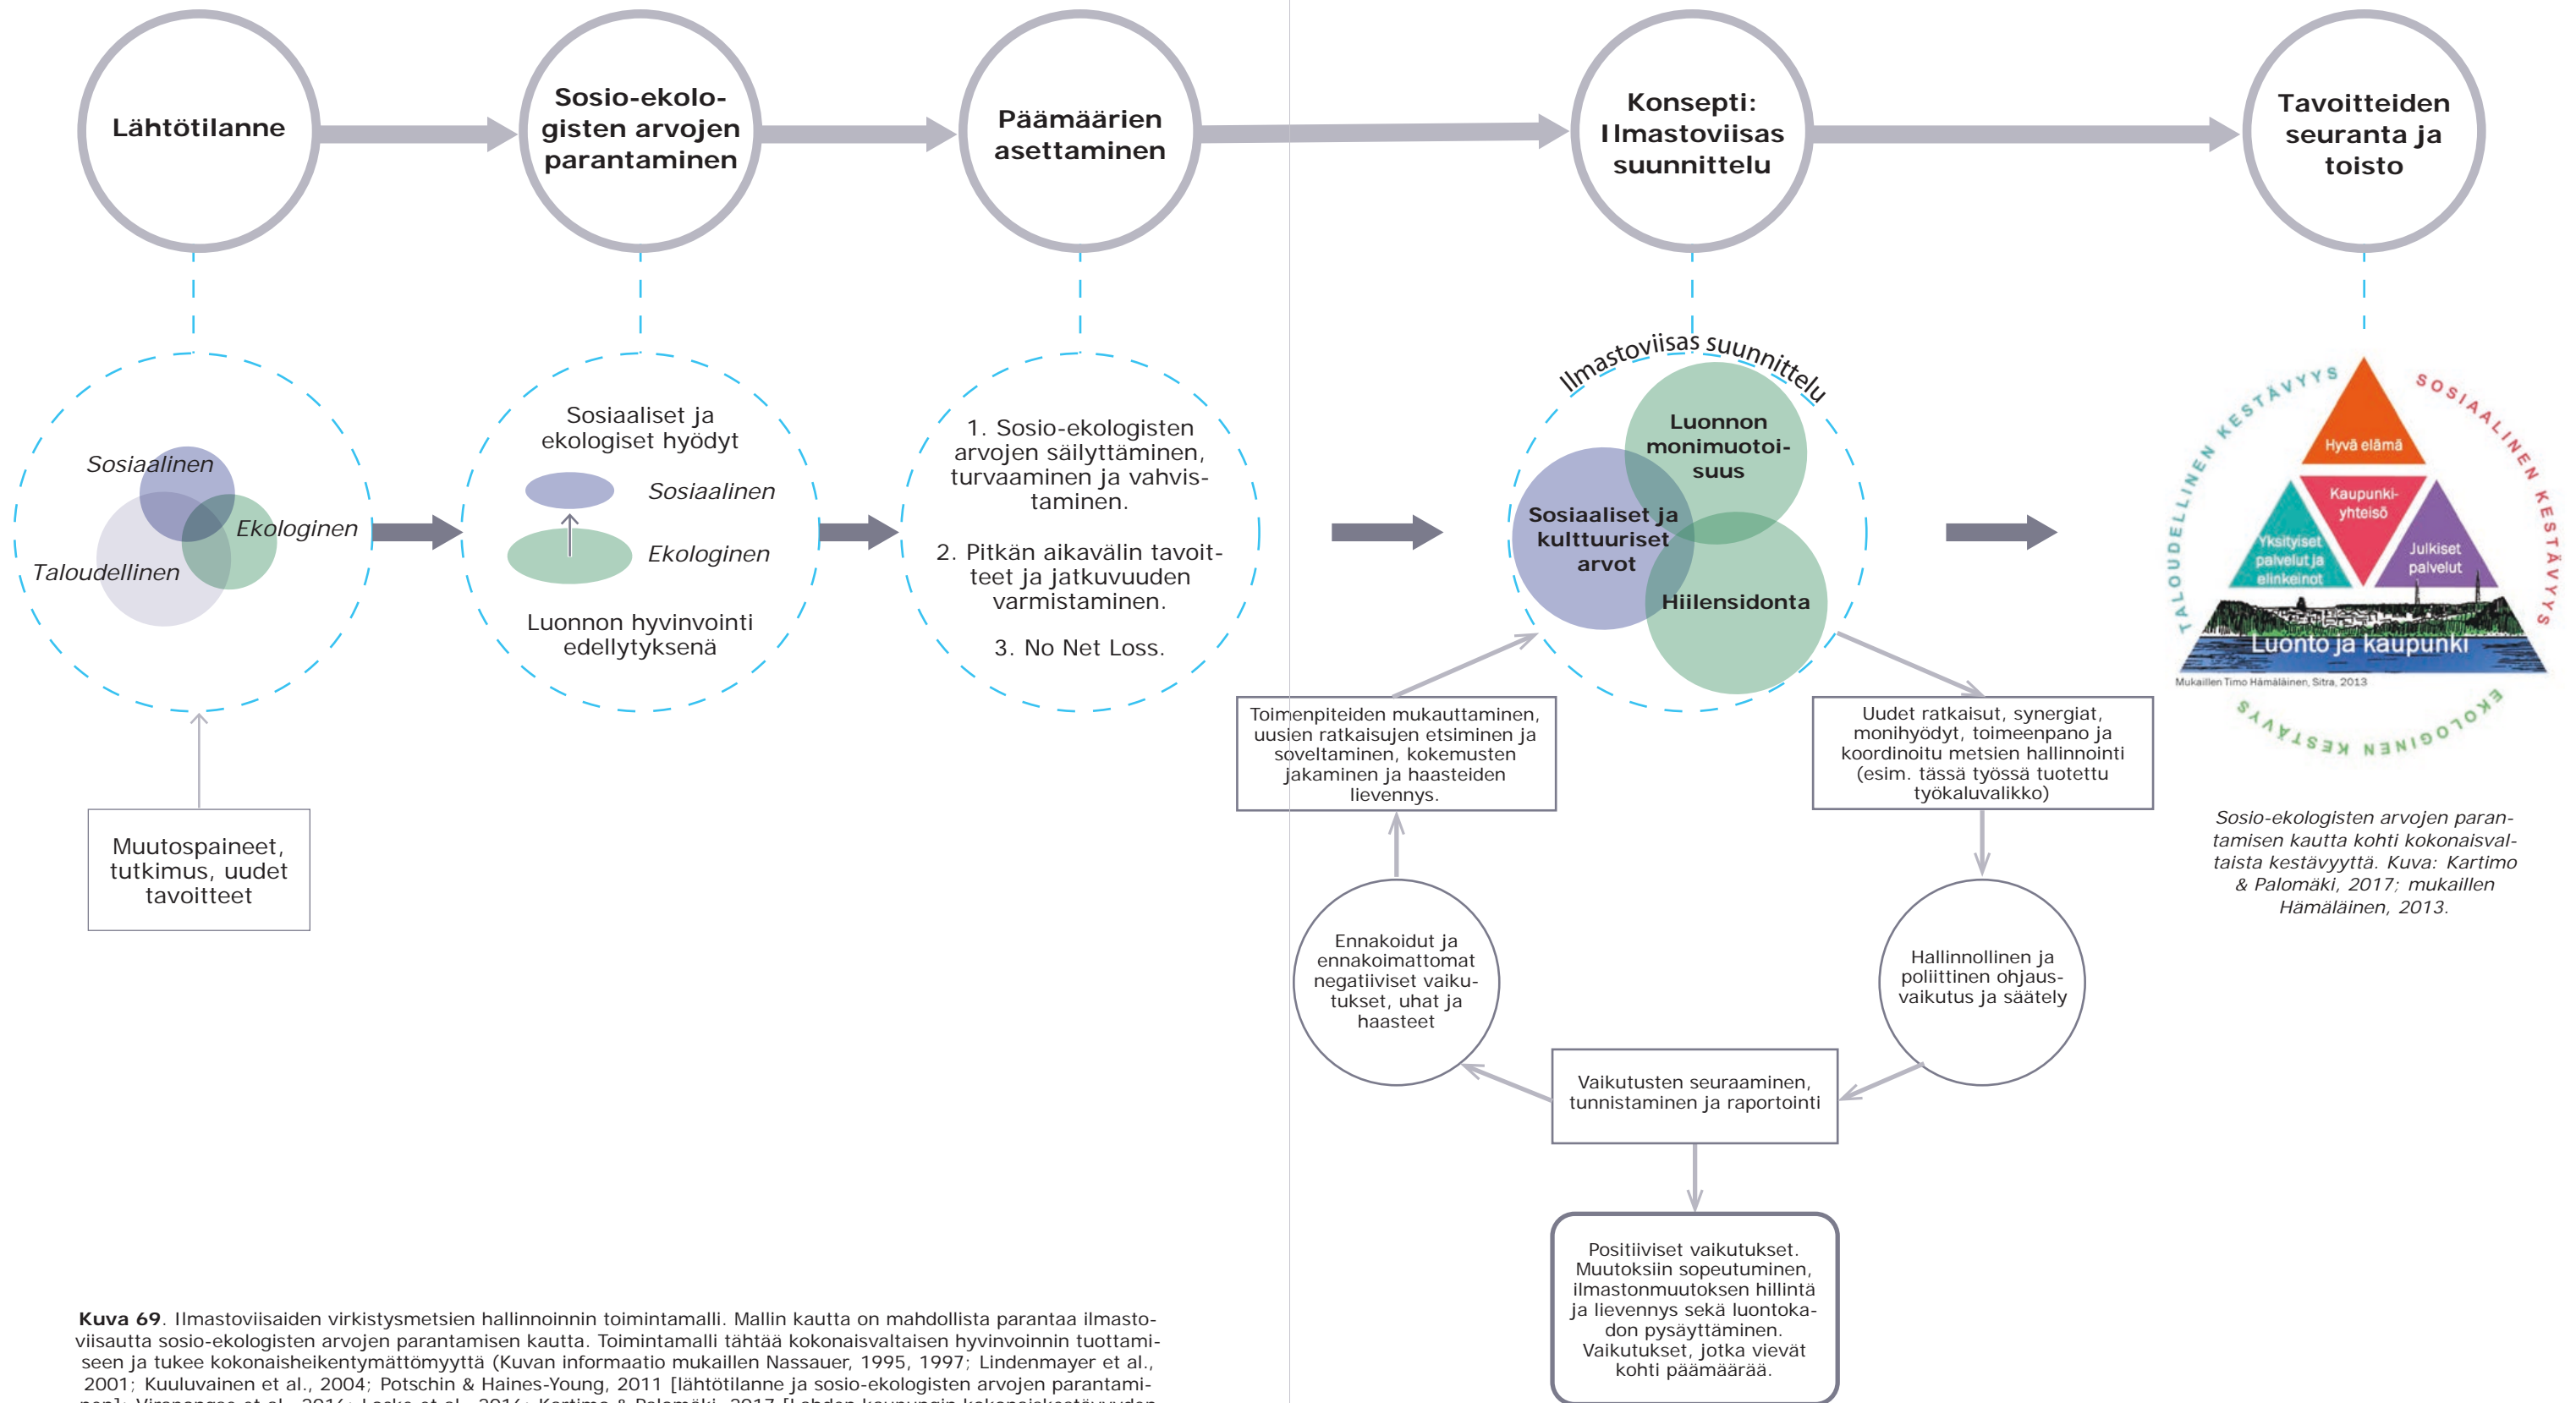 Lähtötilanne
Sosio-ekolo-
gisten arvojen
parantaminen
Päämäärien
asettaminen
Konsepti:
Ilmastoviisas
suunnittelu
Tavoitteiden
seuranta ja
toisto
Sosiaalinen
Ekologinen
Taloudellinen
Muutospaineet,
tutkimus, uudet
tavoitteet
Sosiaaliset ja
ekologiset hyödyt
Sosiaalinen
Ekologinen
Luonnon hyvinvointi
edellytyksenä
1. Sosio-ekologisten
arvojen säilyttäminen,
turvaaminen ja vahvis-
taminen.
2. Pitkän aikavälin tavoit-
teet ja jatkuvuuden
varmistaminen.
3. No Net Loss.
Ilmastoviisas suunnittelu
Luonnon
monimuotoi-
suus
Sosiaaliset ja
kulttuuriset
arvot
Hiilensidonta
Uudet ratkaisut, synergiat,
monihyödyt, toimeenpano ja
koordinoitu metsien hallinnointi
(esim. tässä työssä tuotettu
työkaluvalikko)
Hallinnollinen ja
poliittinen ohjaus-
vaikutus ja säätely
Vaikutusten seuraaminen,
tunnistaminen ja raportointi
Ennakoidut ja
ennakoimattomat
negatiiviset vaiku-
tukset, uhat ja
haasteet
Toimenpiteiden mukauttaminen,
uusien ratkaisujen etsiminen ja
soveltaminen, kokemusten
jakaminen ja haasteiden
lievennys.
Positiiviset vaikutukset.
Muutoksiin sopeutuminen,
ilmastonmuutoksen hillintä
ja lievennys sekä luontoka-
don pysäyttäminen.
Vaikutukset, jotka vievät
kohti päämäärää.
TALOUDELLINEN KESTÄVYYS
SOSIAALINEN KESTÄVYYS
EKOLOGINEN KESTÄVYYS
Hyvä elämä
Kaupunki-
yhteisö
Yksityiset
palvelut ja
elinkeinot
Julkiset
palvelut
Luonto ja kaupunki
Mukaillen Timo Hämäläinen, Sitra, 2013
Sosio-ekologisten arvojen paran-
tamisen kautta kohti kokonaisval-
taista kestävyyttä. Kuva: Kartimo
& Palomäki, 2017; mukaillen
Hämäläinen, 2013.
Kuva 69. Ilmastoviisaiden virkistysmetsien hallinnoinnin toimintamalli. Mallin kautta on mahdollista parantaa ilmasto-
viisautta sosio-ekologisten arvojen parantamisen kautta. Toimintamalli tähtää kokonaisvaltaisen hyvinvoinnin tuottami-
seen ja tukee kokonaisheikentymättömyyttä (Kuvan informaatio mukaillen Nassauer, 1995, 1997; Lindenmayer et al.,
2001; Kuuluvainen et al., 2004; Potschin & Haines-Young, 2011 [lähtötilanne ja sosio-ekologisten arvojen parantami-